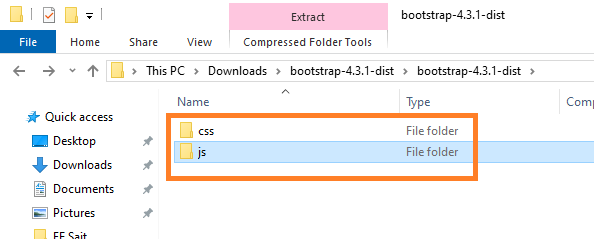 Extract
bootstrap-4.3.1-dist
File
Home
Share
View
Compressed Folder Tools
This PC > Downloads > bootstrap-4.3.1-dist > bootstrap-4.3.1-dist >
Name
Type
Comp
Quick access
css
File folder
Desktop
js
File folder
Downloads
Documents
Pictures